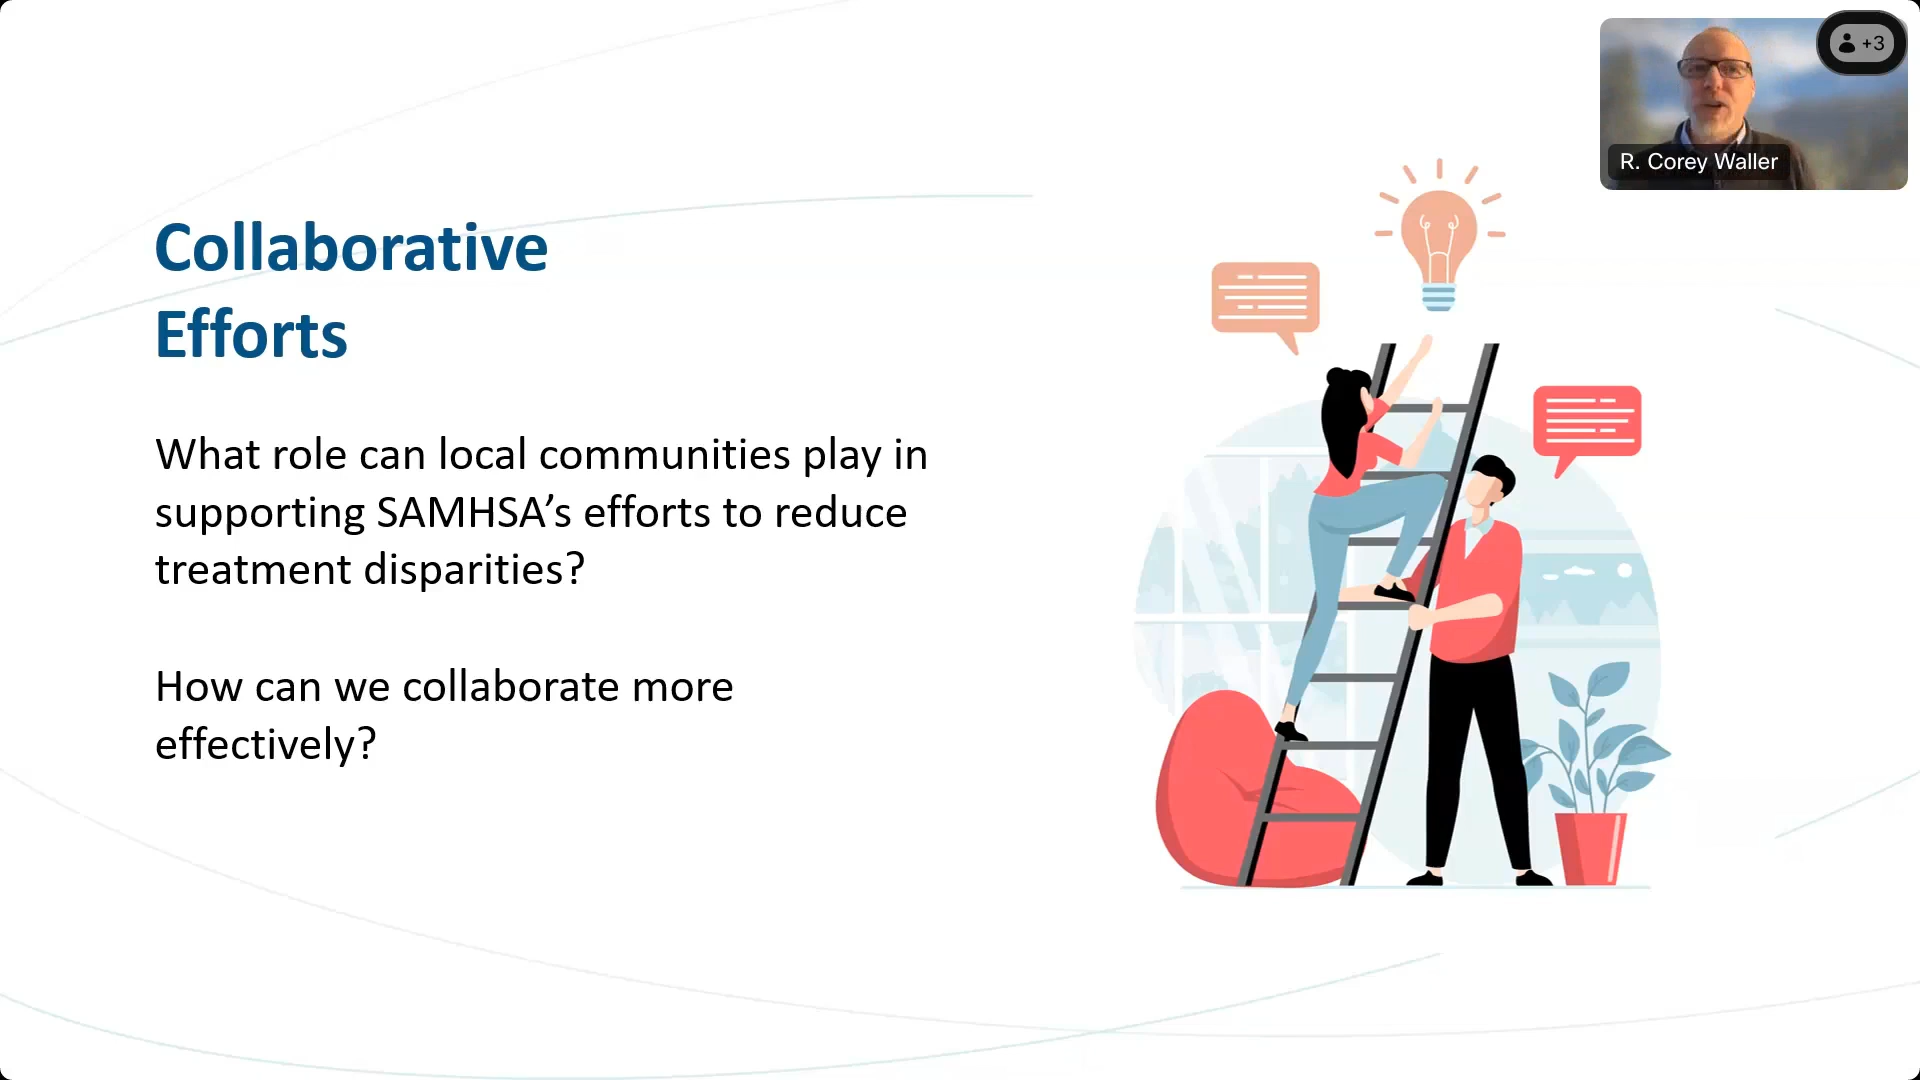 +3
R. Corey Waller
Collaborative
Efforts
What role can local communities play in
supporting SAMHSA’s efforts to reduce
treatment disparities?
How can we collaborate more
effectively?